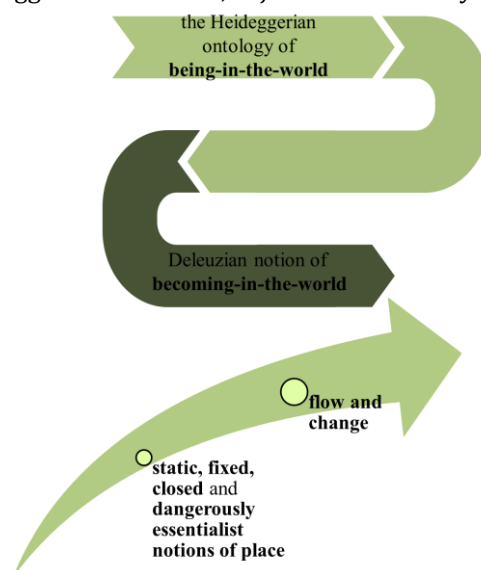 the Heideggerian
ontology of
being-in-the-world
Deleuzian notion of
becoming-in-the-world
flow and
change
static, fixed,
closed and
dangerously
essentialist
notions of place